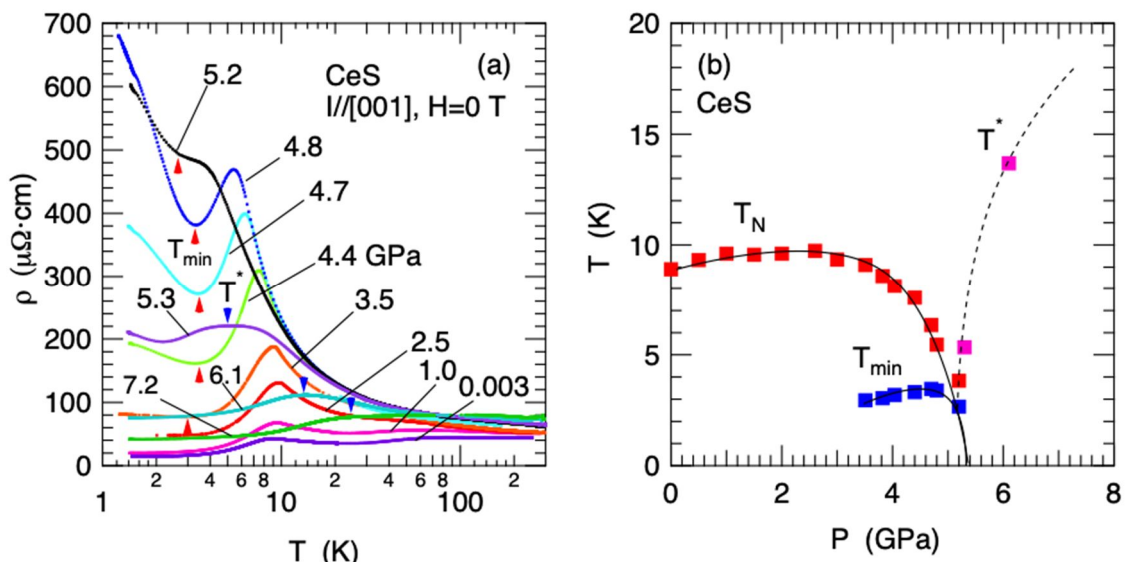 700
600
500
400
300
200
100
0
ρ (μΩ·cm)
(a)
CeS
I//[001], H=0 T
5.2
4.8
4.7
4.4 GPa
3.5
2.5
1.0
0.003
Tmin
T*
5.3
6.1
7.2
1
2
4
6
8
10
2
4
6
8
100
2
T (K)
20
15
10
5
0
T (K)
(b)
CeS
T*
TN
Tmin
0
2
4
6
8
P (GPa)